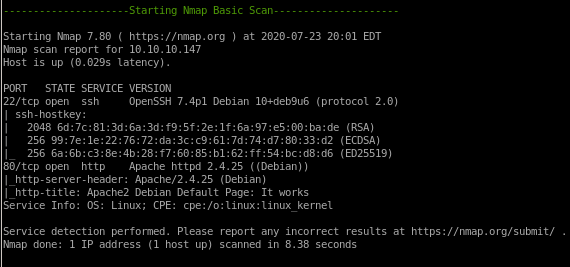 ---------------------Starting Nmap Basic Scan---------------------
Starting Nmap 7.80 ( https://nmap.org ) at 2020-07-23 20:01 EDT
Nmap scan report for 10.10.10.147
Host is up (0.029s latency).
PORT   STATE SERVICE VERSION
22/tcp open  ssh     OpenSSH 7.4p1 Debian 10+deb9u6 (protocol 2.0)
| ssh-hostkey:
|   2048 6d:7c:81:3d:6a:3d:f9:5f:2e:1f:6a:97:e5:00:ba:de (RSA)
|   256 99:7e:1e:22:76:72:da:3c:c9:61:7d:74:d7:80:33:d2 (ECDSA)
|_  256 6a:6b:c3:8e:4b:28:f7:60:85:b1:62:ff:54:bc:d8:d6 (ED25519)
80/tcp open  http    Apache httpd 2.4.25 ((Debian))
|_http-server-header: Apache/2.4.25 (Debian)
|_http-title: Apache2 Debian Default Page: It works
Service Info: OS: Linux; CPE: cpe:/o:linux:linux_kernel
Service detection performed. Please report any incorrect results at https://nmap.org/submit/ .
Nmap done: 1 IP address (1 host up) scanned in 8.38 seconds